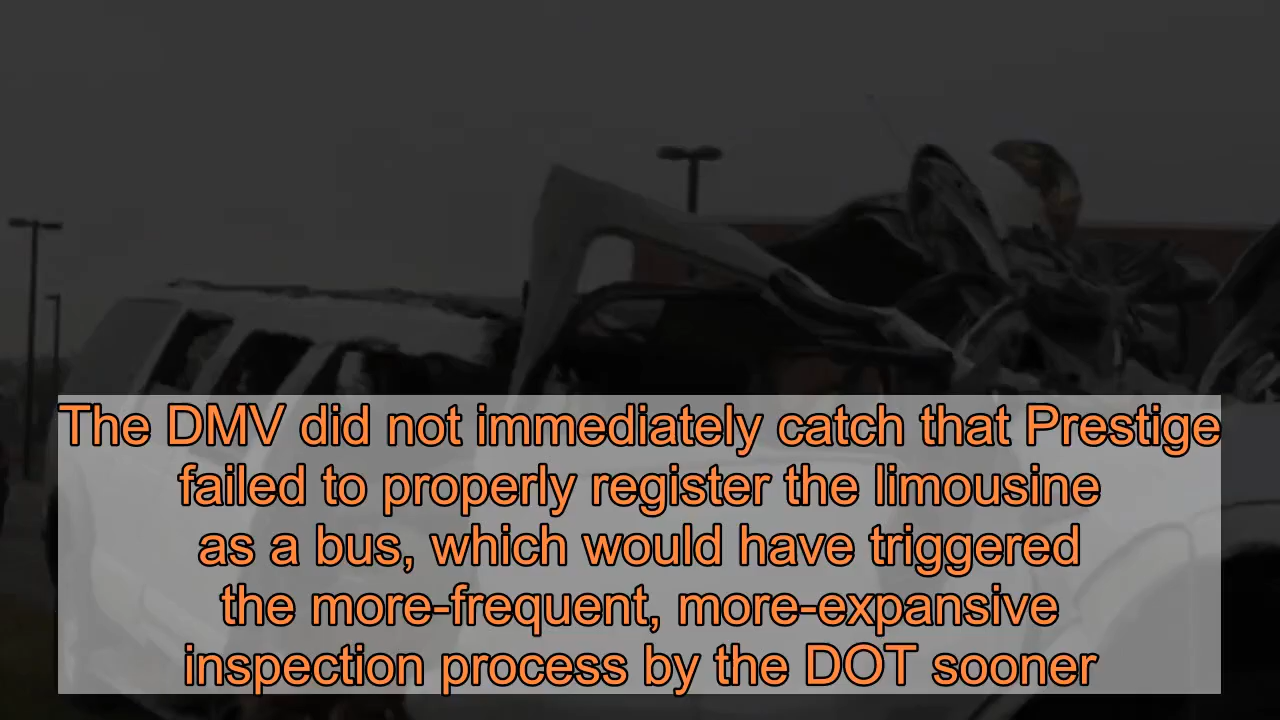 The DMV did not immediately catch that Prestige
failed to properly register the limousine
as a bus, which would have triggered
the more-frequent, more-expansive
inspection process by the DOT sooner